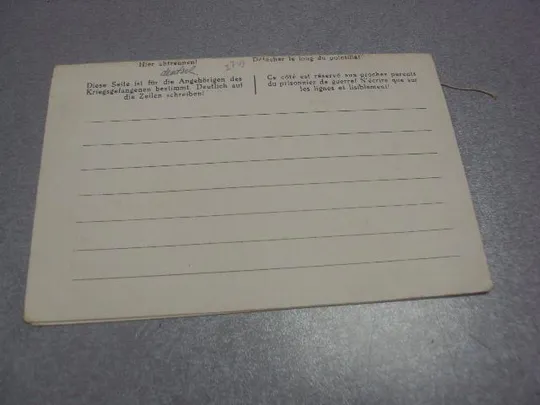 Hier abtrennen!
Détacher le long du pointillé!
Diese Seite ist für die Angehörigen des
Kriegsgefangenen bestimmt. Deutlich auf
die Zeilen schreiben!
Ce côté est réservé aux proches parents
du prisonnier de guerre! N'écrire que sur
les lignes et lisiblement!